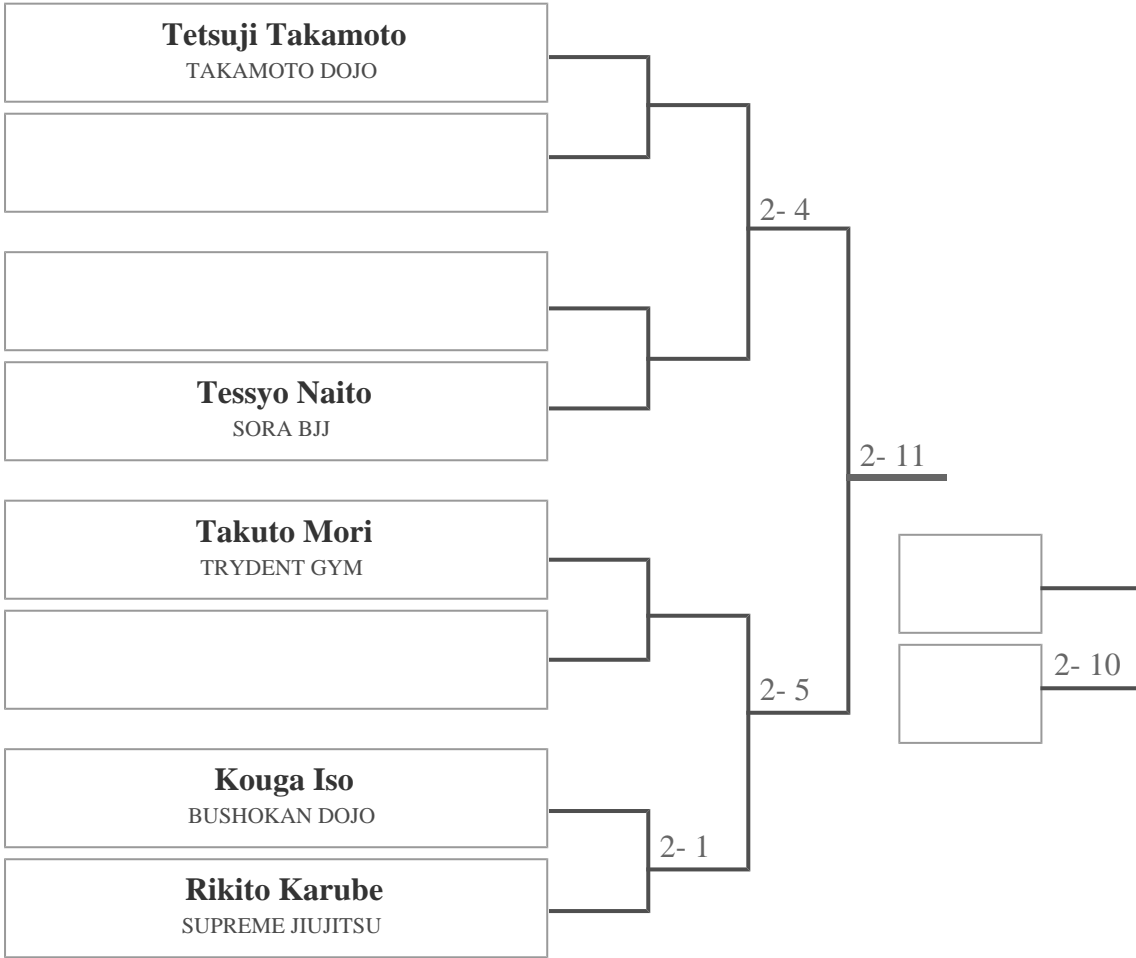 Tetsuji Takamoto
TAKAMOTO DOJO
2- 4
Tessyo Naito
SORA BJJ
2- 11
Takuto Mori
TRYDENT GYM
2- 10
2- 5
Kouga Iso
BUSHOKAN DOJO
2- 1
Rikito Karube
SUPREME JIUJITSU